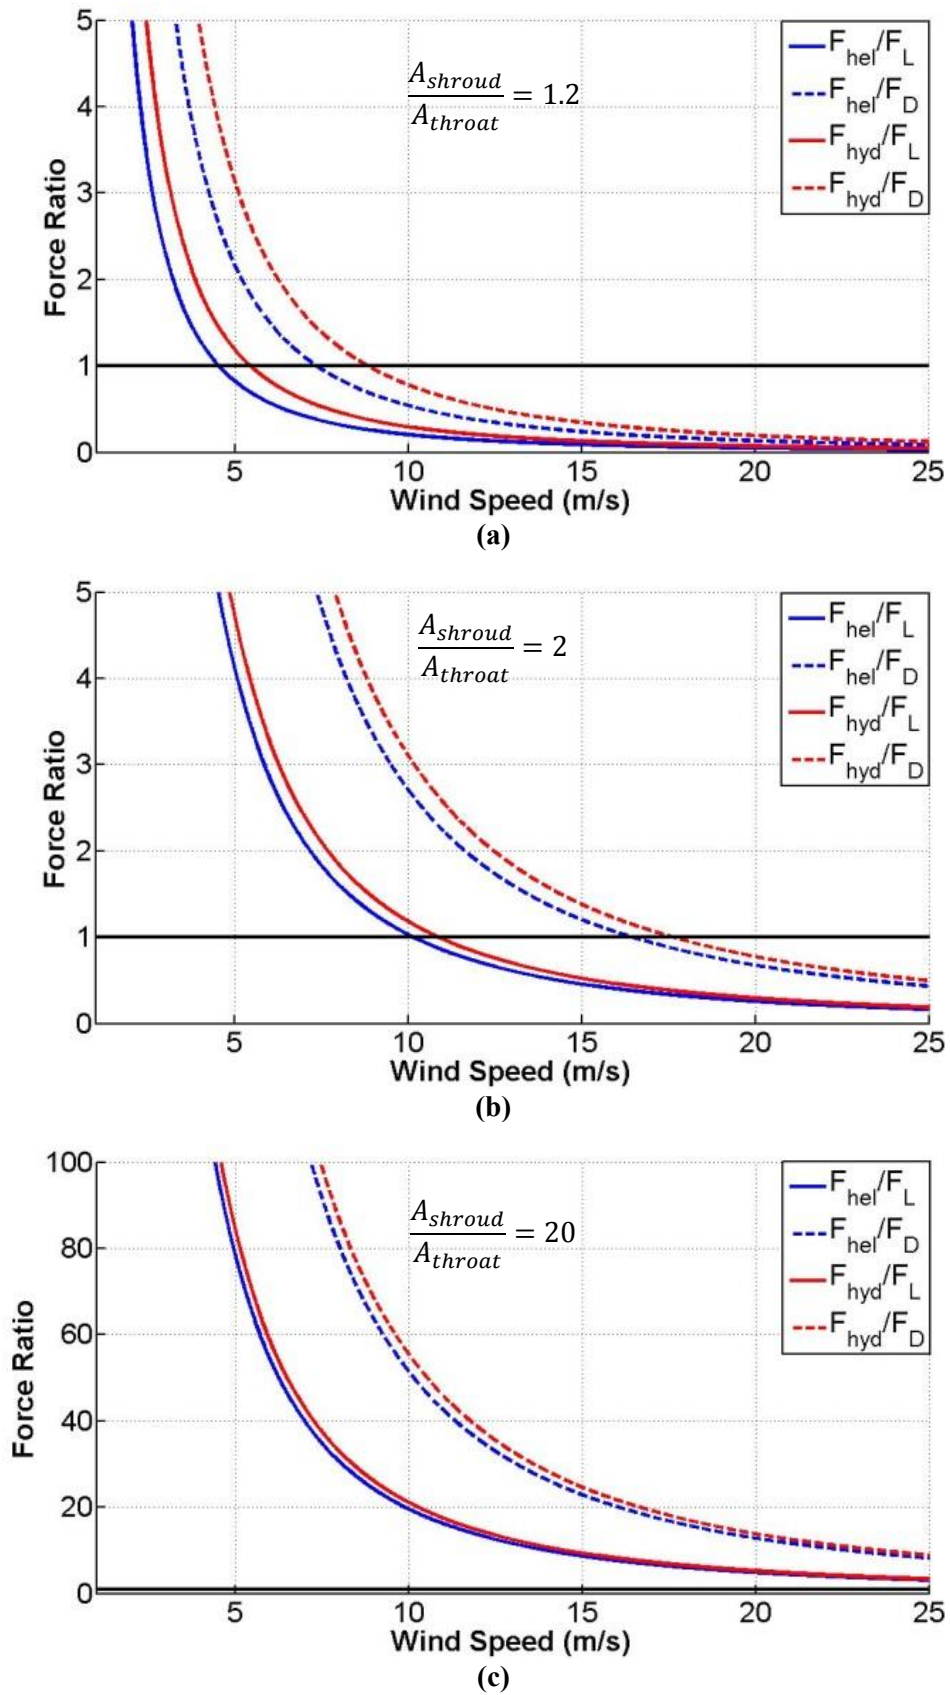 5
4
3
2
1
0
Force Ratio
A_shroud / A_throat = 1.2
F_hel/F_L
F_hel/F_D
F_hyd/F_L
F_hyd/F_D
5 10 15 20 25
Wind Speed (m/s)
(a)
5
4
3
2
1
0
Force Ratio
A_shroud / A_throat = 2
F_hel/F_L
F_hel/F_D
F_hyd/F_L
F_hyd/F_D
5 10 15 20 25
Wind Speed (m/s)
(b)
100
80
60
40
20
0
Force Ratio
A_shroud / A_throat = 20
F_hel/F_L
F_hel/F_D
F_hyd/F_L
F_hyd/F_D
5 10 15 20 25
Wind Speed (m/s)
(c)